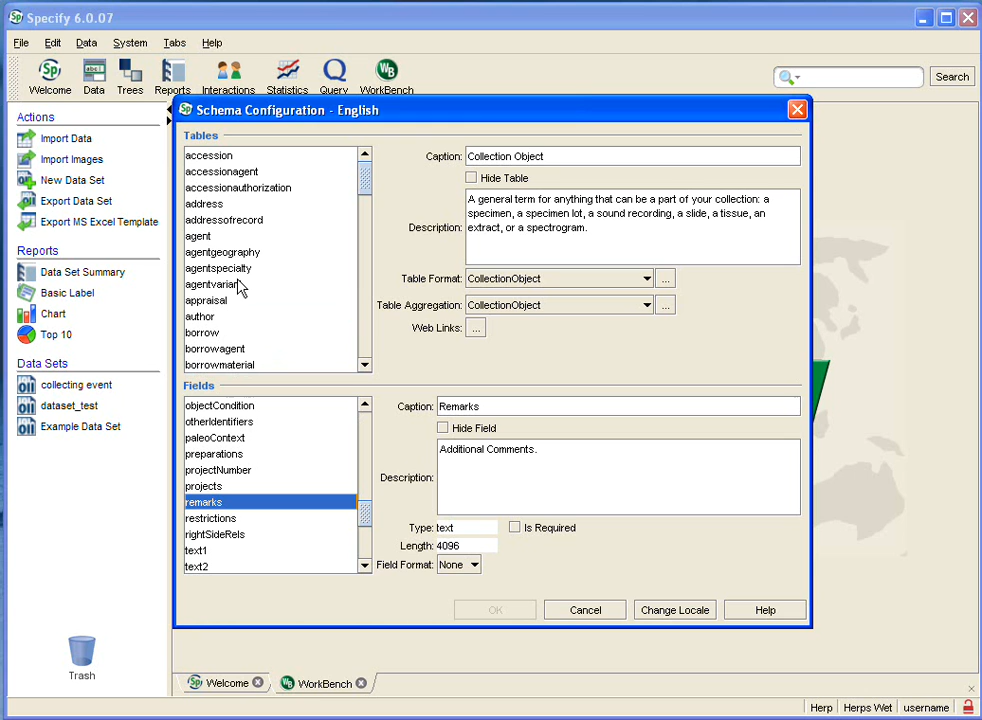 Specify 6.0.07
File Edit Data System Tabs Help
Welcome Data Trees Reports Interactions Statistics Query WorkBench Search
Actions
Import Data
Import Images
New Data Set
Export Data Set
Export MS Excel Template
Reports
Data Set Summary
Basic Label
Chart
Top 10
Data Sets
collecting event
dataset_test
Example Data Set
Trash
Schema Configuration - English
Tables
accession
accessionagent
accessionauthorization
address
addressofrecord
agent
agentgeography
agentspecialty
appraisal
author
borrow
borrowagent
borrowmaterial
Caption: Collection Object
Hide Table
Description: A general term for anything that can be a part of your collection: a
specimen, a specimen lot, a sound recording, a slide, a tissue, an
extract, or a spectrogram.
Table Format: CollectionObject ...
Table Aggregation: CollectionObject ...
Web Links: ...
Fields
objectCondition
otherIdentifiers
paleoContext
preparations
projectNumber
projects
remarks
restrictions
rightSideRels
text1
text2
Caption: Remarks
Hide Field
Description: Additional Comments.
Type: text Is Required
Length: 4096
Field Format: None
OK Cancel Change Locale Help
Welcome WorkBench
Herp Herps Wet username